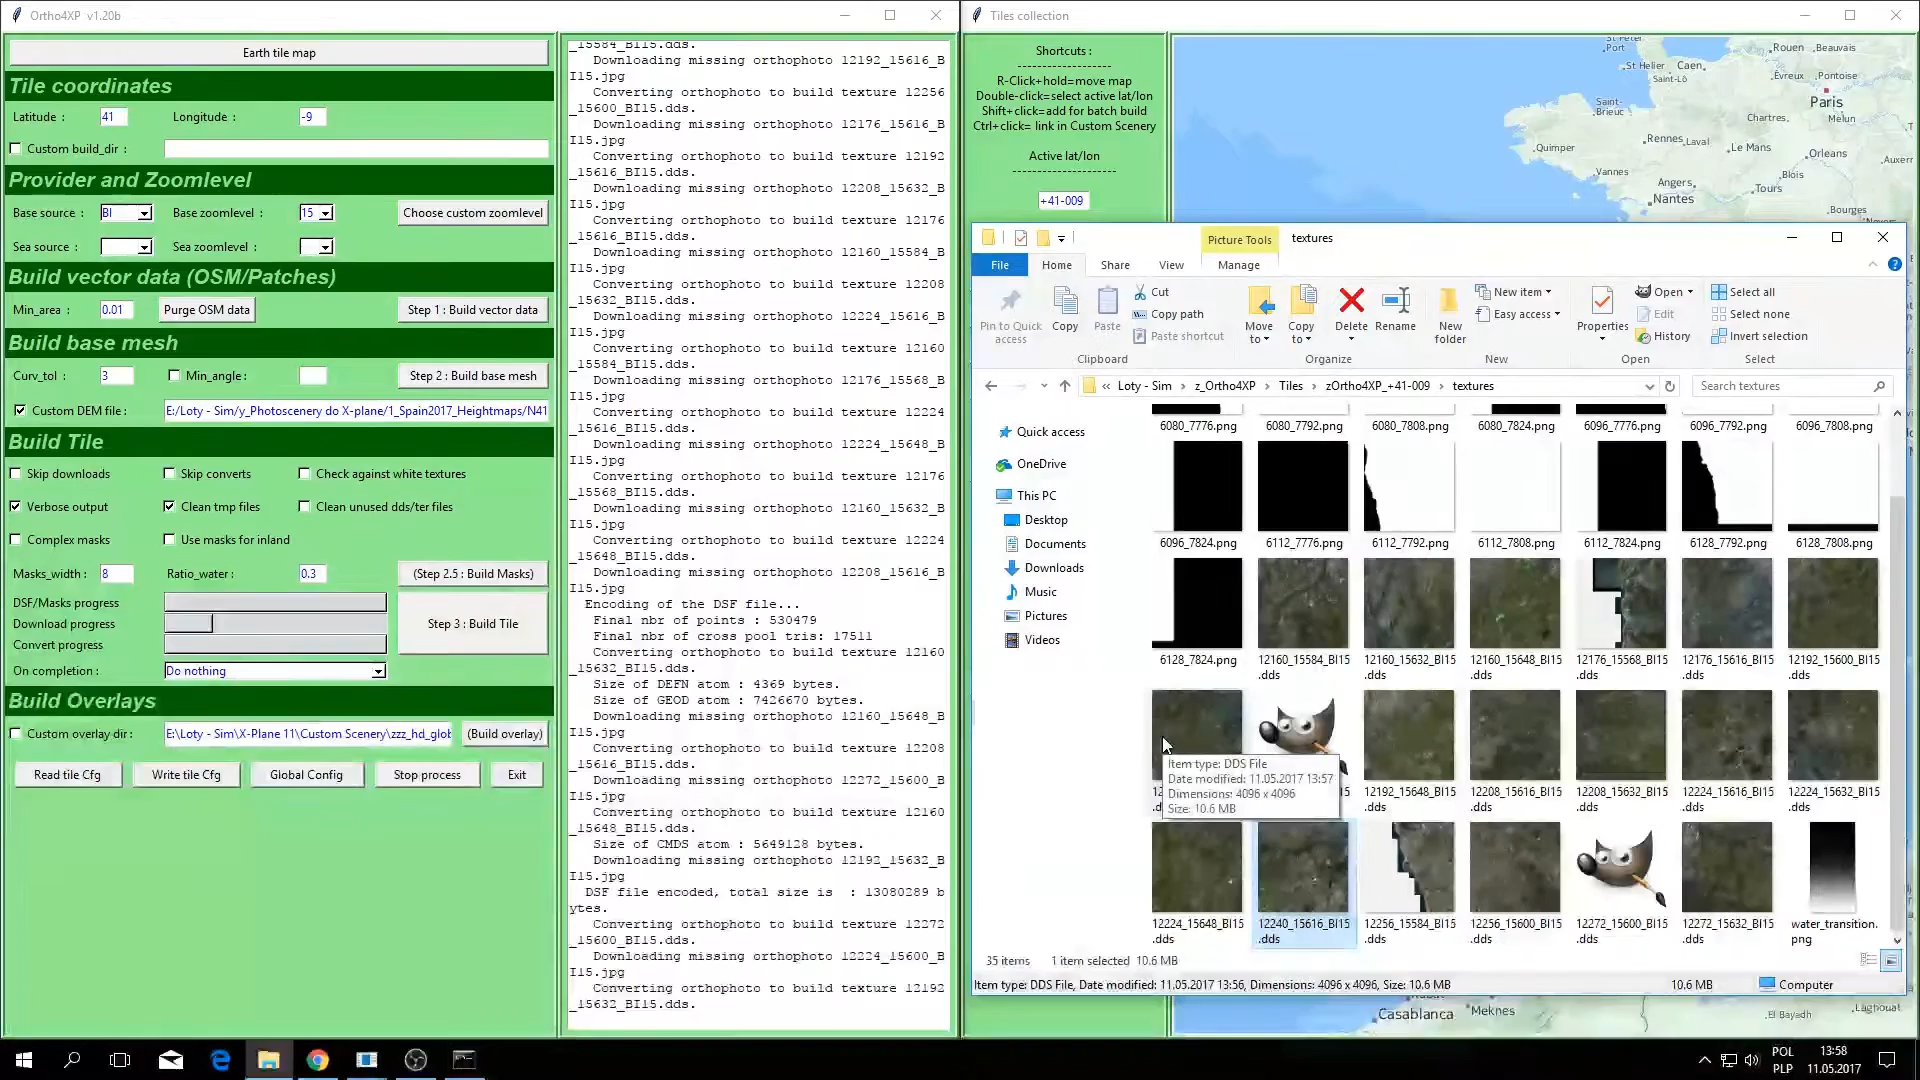 Ortho4XP v1.20b
Earth tile map
Tile coordinates
Latitude :
41
Longitude :
-9
Custom build_dir :
Provider and Zoomlevel
Base source :
BI
Base zoomlevel :
15
Choose custom zoomlevel
Sea source :
Sea zoomlevel :
Build vector data (OSM/Patches)
Min_area :
0.01
Purge OSM data
Step 1 : Build vector data
Build base mesh
Curv_tol :
3
Min_angle :
Step 2 : Build base mesh
Custom DEM file :
E:/Loty - Sim/y_Photoscenery do X-plane/1_Spain2017_Heightmaps/N41
Build Tile
Skip downloads
Skip converts
Check against white textures
Verbose output
Clean tmp files
Clean unused dds/ter files
Complex masks
Use masks for inland
Masks_width :
8
Ratio_water :
0.3
(Step 2.5 : Build Masks)
DSF/Masks progress
Download progress
Convert progress
Step 3 : Build Tile
On completion :
Do nothing
Build Overlays
Custom overlay dir :
E:\Loty - Sim\X-Plane 11\Custom Scenery\zzz_hd_glob
(Build overlay)
Read tile Cfg
Write tile Cfg
Global Config
Stop process
Exit
_15584_BI15.dds.
Downloading missing orthophoto 12192_15616_B
I15.jpg
Converting orthophoto to build texture 12256
_15600_BI15.dds.
Downloading missing orthophoto 12176_15616_B
I15.jpg
Converting orthophoto to build texture 12192
_15616_BI15.dds.
Downloading missing orthophoto 12208_15632_B
I15.jpg
Converting orthophoto to build texture 12176
_15616_BI15.dds.
Downloading missing orthophoto 12160_15584_B
I15.jpg
Converting orthophoto to build texture 12208
_15632_BI15.dds.
Downloading missing orthophoto 12224_15616_B
I15.jpg
Converting orthophoto to build texture 12160
_15584_BI15.dds.
Downloading missing orthophoto 12176_15568_B
I15.jpg
Converting orthophoto to build texture 12224
_15616_BI15.dds.
Downloading missing orthophoto 12224_15648_B
I15.jpg
Converting orthophoto to build texture 12176
_15568_BI15.dds.
Downloading missing orthophoto 12160_15632_B
I15.jpg
Converting orthophoto to build texture 12224
_15648_BI15.dds.
Downloading missing orthophoto 12208_15616_B
I15.jpg
Encoding of the DSF file...
Final nbr of points : 530479
Final nbr of cross pool tris: 17511
Converting orthophoto to build texture 12160
_15632_BI15.dds.
Size of DEFN atom : 4369 bytes.
Size of GEOD atom : 7426670 bytes.
Downloading missing orthophoto 12160_15648_B
I15.jpg
Converting orthophoto to build texture 12208
_15616_BI15.dds.
Downloading missing orthophoto 12272_15600_B
I15.jpg
Converting orthophoto to build texture 12160
_15648_BI15.dds.
Size of CMDS atom : 5649128 bytes.
Downloading missing orthophoto 12192_15632_B
I15.jpg
DSF file encoded, total size is : 13080289 b
ytes.
Converting orthophoto to build texture 12272
_15600_BI15.dds.
Downloading missing orthophoto 12224_15600_B
I15.jpg
Converting orthophoto to build texture 12192
_15632_BI15.dds.
Tiles collection
Shortcuts :
-------------------
R-Click+hold=move map
Double-click=select active lat/lon
Shift+click=add for batch build
Ctrl+click= link in Custom Scenery
Active lat/lon
---------------------
+41-009
Port
St Helier
Caen
Saint-Lô
Rouen
Beauvais
Évreux
Pontoise
Paris
Saint-
Brieuc
Chartres
Melun
Quimper
Rennes
Laval
Le Mans
Orleans
Auxerr
Vannes
Angers
Tours
Blois
Nantes
Bourges
Casablanca
Meknes
El Bayadh
Laghouat
Picture Tools
textures
File
Home
Share
View
Manage
Pin to Quick
access
Copy
Paste
Cut
Copy path
Paste shortcut
Clipboard
Move
to
Copy
to
Delete
Rename
Organize
New
folder
New item
Easy access
New
Properties
Open
Edit
History
Open
Select all
Select none
Invert selection
Select
« Loty - Sim › z_Ortho4XP › Tiles › zOrtho4XP_+41-009 › textures
Search textures
Quick access
OneDrive
This PC
Desktop
Documents
Downloads
Music
Pictures
Videos
6080_7776.png
6080_7792.png
6080_7808.png
6080_7824.png
6096_7776.png
6096_7792.png
6096_7808.png
6096_7824.png
6112_7776.png
6112_7792.png
6112_7808.png
6112_7824.png
6128_7792.png
6128_7808.png
6128_7824.png
12160_15584_BI15
.dds
12160_15632_BI15
.dds
12160_15648_BI15
.dds
12176_15568_BI15
.dds
12176_15616_BI15
.dds
12192_15600_BI15
.dds
Item type: DDS File
Date modified: 11.05.2017 13:57
Dimensions: 4096 x 4096
Size: 10.6 MB
12192_15648_BI15
.dds
12208_15616_BI15
.dds
12208_15632_BI15
.dds
12224_15616_BI15
.dds
12224_15632_BI15
.dds
12224_15648_BI15
.dds
12240_15616_BI15
.dds
12256_15584_BI15
.dds
12256_15600_BI15
.dds
12272_15600_BI15
.dds
12272_15632_BI15
.dds
water_transition.
png
35 items
1 item selected 10.6 MB
Item type: DDS File, Date modified: 11.05.2017 13:56, Dimensions: 4096 x 4096, Size: 10.6 MB
10.6 MB
Computer
POL
PLP
13:58
11.05.2017